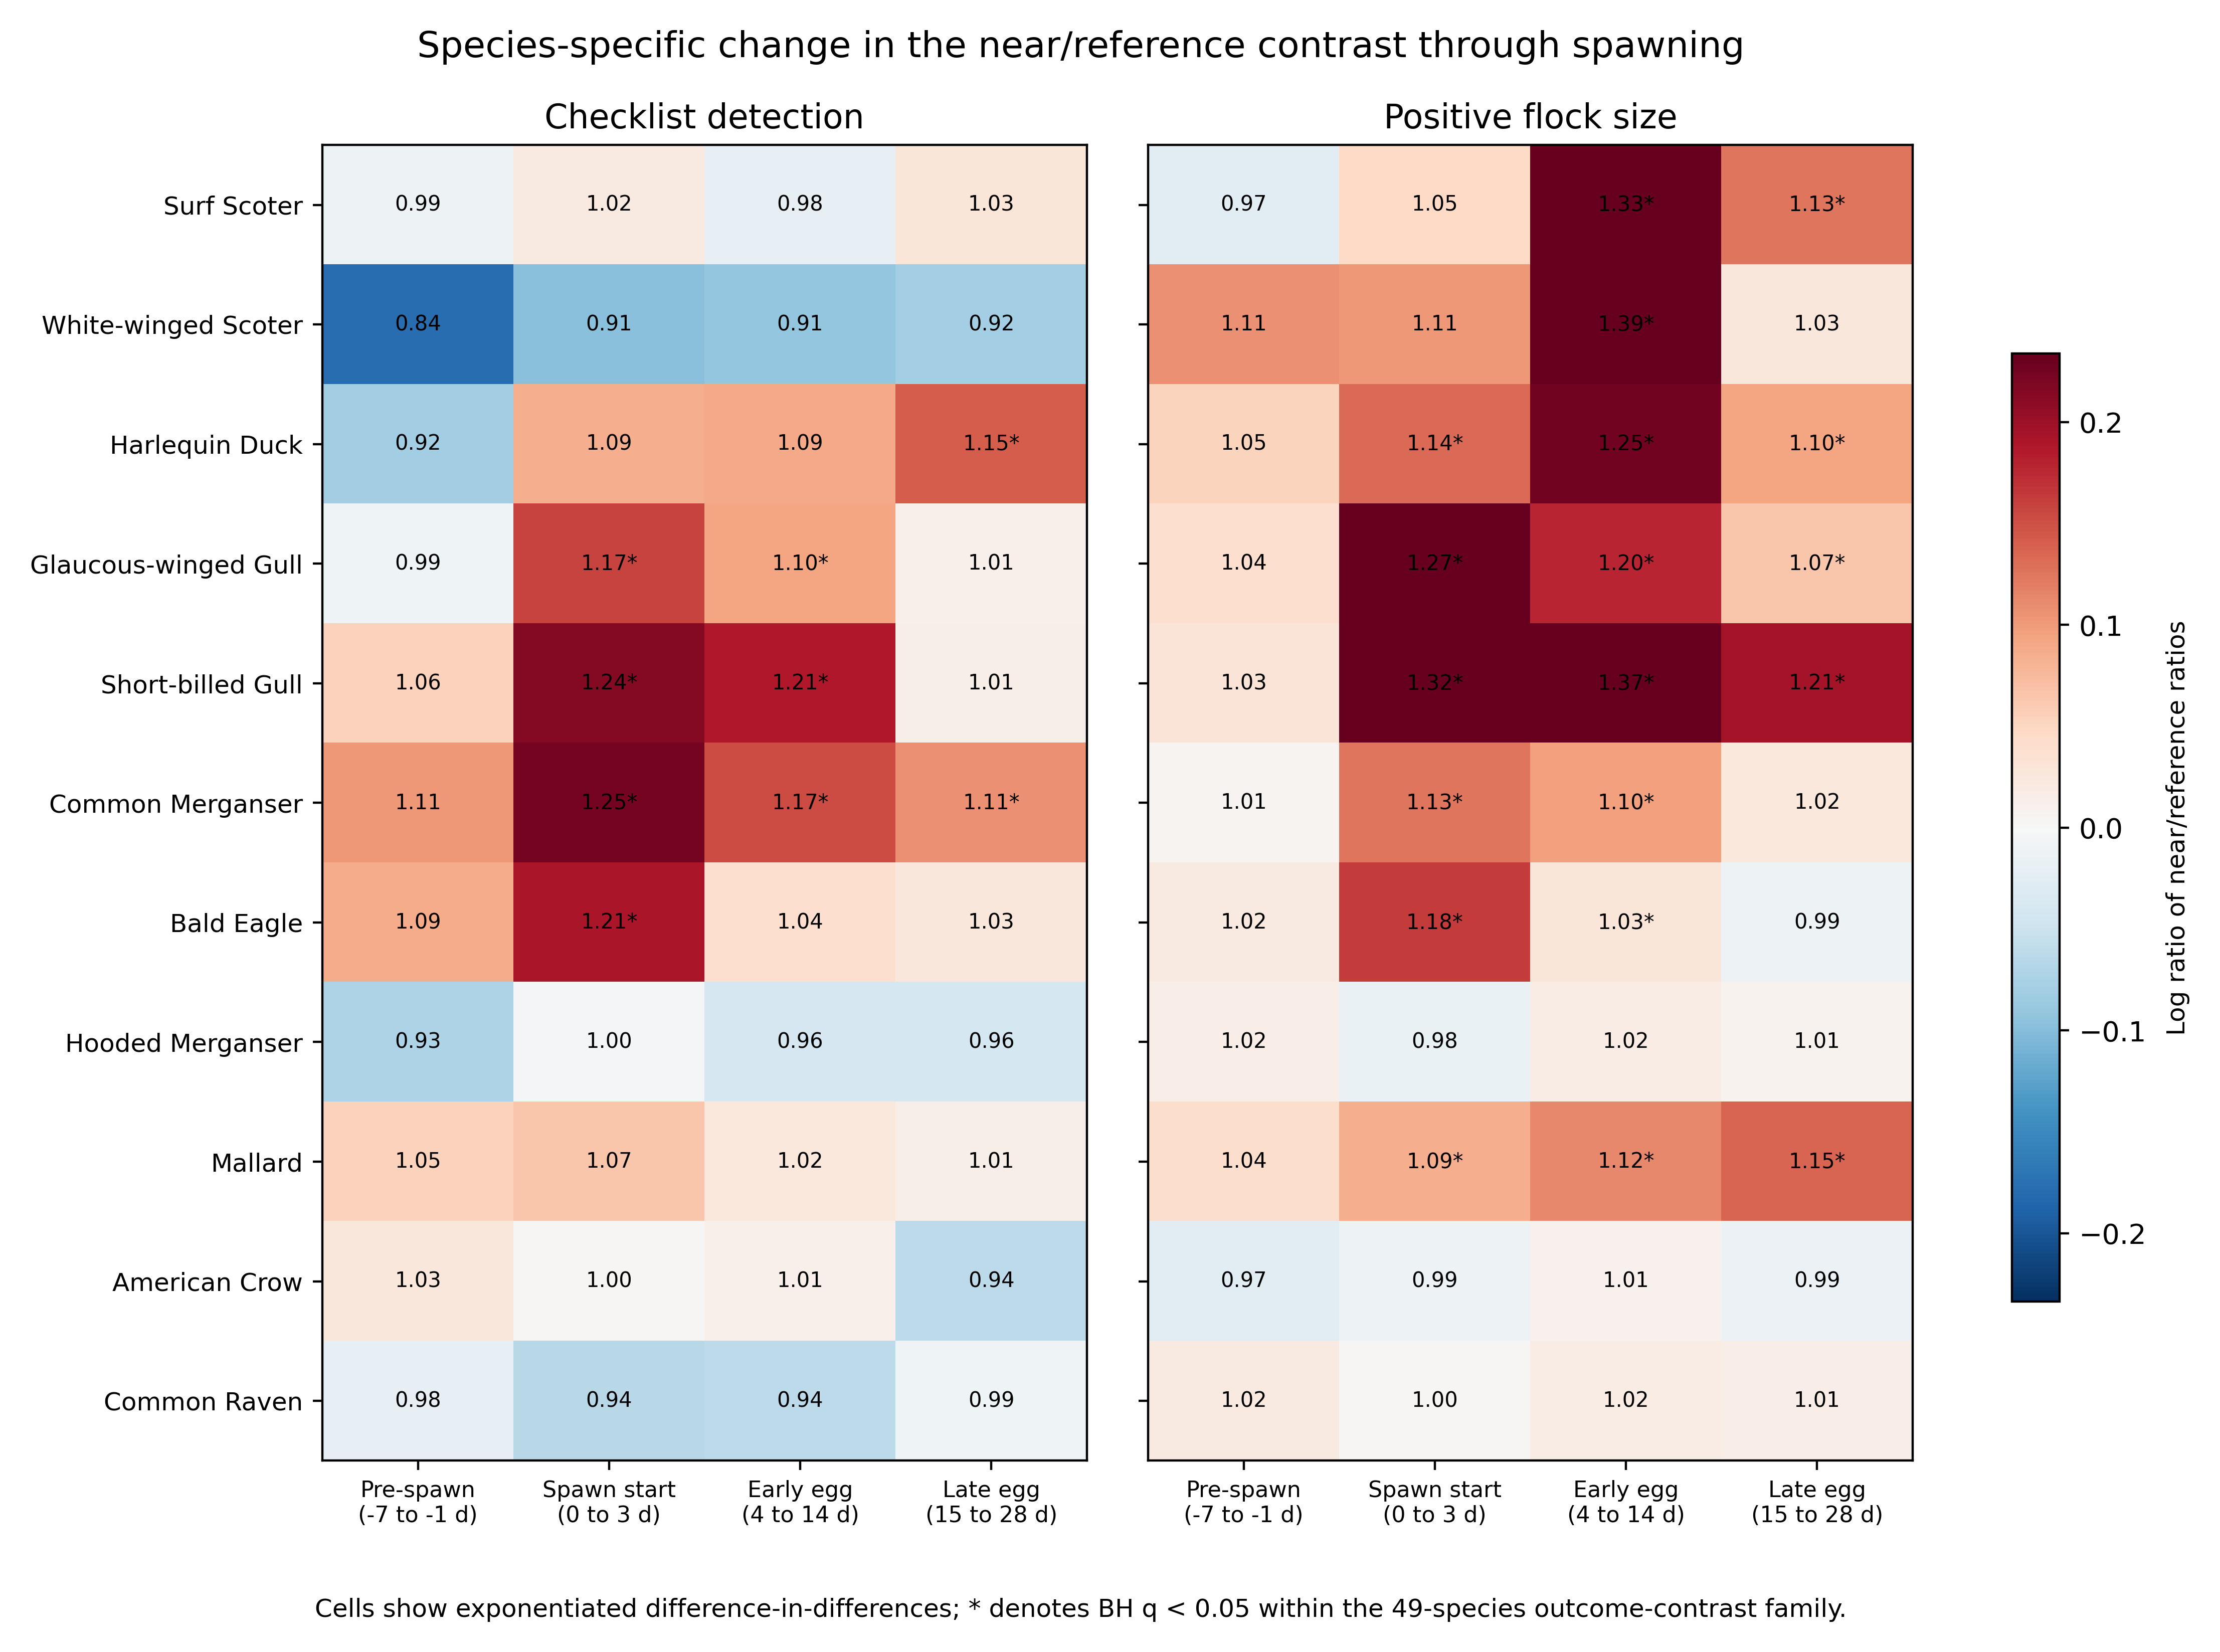 Species-specific change in the near/reference contrast through spawning
Checklist detection
Positive flock size
Surf Scoter 0.99 1.02 0.98 1.03 0.97 1.05 1.33* 1.13*
White-winged Scoter 0.84 0.91 0.91 0.92 1.11 1.11 1.39* 1.03
Harlequin Duck 0.92 1.09 1.09 1.15* 1.05 1.14* 1.25* 1.10*
Glaucous-winged Gull 0.99 1.17* 1.10* 1.01 1.04 1.27* 1.20* 1.07*
Short-billed Gull 1.06 1.24* 1.21* 1.01 1.03 1.32* 1.37* 1.21*
Common Merganser 1.11 1.25* 1.17* 1.11* 1.01 1.13* 1.10* 1.02
Bald Eagle 1.09 1.21* 1.04 1.03 1.02 1.18* 1.03* 0.99
Hooded Merganser 0.93 1.00 0.96 0.96 1.02 0.98 1.02 1.01
Mallard 1.05 1.07 1.02 1.01 1.04 1.09* 1.12* 1.15*
American Crow 1.03 1.00 1.01 0.94 0.97 0.99 1.01 0.99
Common Raven 0.98 0.94 0.94 0.99 1.02 1.00 1.02 1.01
Pre-spawn Spawn start Early egg Late egg Pre-spawn Spawn start Early egg Late egg
(-7 to -1 d) (0 to 3 d) (4 to 14 d) (15 to 28 d) (-7 to -1 d) (0 to 3 d) (4 to 14 d) (15 to 28 d)
0.2
0.1
0.0
−0.1
−0.2
Log ratio of near/reference ratios
Cells show exponentiated difference-in-differences; * denotes BH q < 0.05 within the 49-species outcome-contrast family.